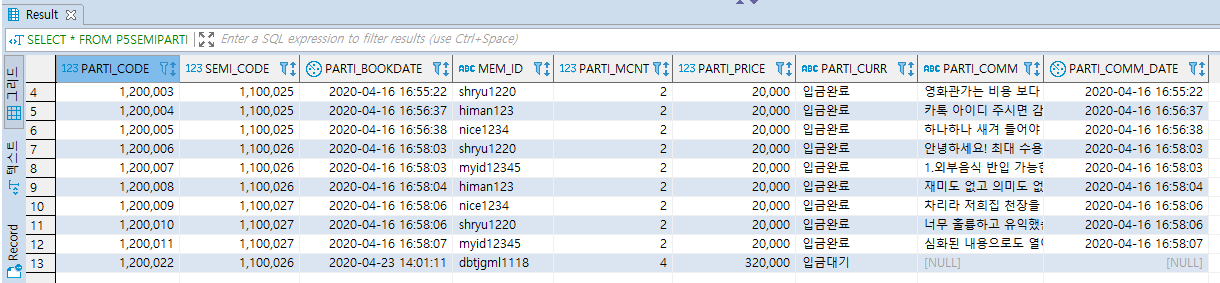 Result
SELECT * FROM P5SEMIPARTI Enter a SQL expression to filter results (use Ctrl+Space)
그리드
텍스트
Record
123 PARTI_CODE 123 SEMI_CODE PARTI_BOOKDATE ABC MEM_ID 123 PARTI_MCNT 123 PARTI_PRICE ABC PARTI_CURR ABC PARTI_COMM PARTI_COMM_DATE
4 1,200,003 1,100,025 2020-04-16 16:55:22 shryu1220 2 20,000 입금완료 영화관가는 비용 보다 2020-04-16 16:55:22
5 1,200,004 1,100,025 2020-04-16 16:56:37 himan123 2 20,000 입금완료 카톡 아이디 주시면 감 2020-04-16 16:56:37
6 1,200,005 1,100,025 2020-04-16 16:56:38 nice1234 2 20,000 입금완료 하나하나 새겨 들어야 2020-04-16 16:56:38
7 1,200,006 1,100,026 2020-04-16 16:58:03 shryu1220 2 20,000 입금완료 안녕하세요! 최대 수용 2020-04-16 16:58:03
8 1,200,007 1,100,026 2020-04-16 16:58:03 myid12345 2 20,000 입금완료 1.외부음식 반입 가능한 2020-04-16 16:58:03
9 1,200,008 1,100,026 2020-04-16 16:58:04 himan123 2 20,000 입금완료 재미도 없고 의미도 없 2020-04-16 16:58:04
10 1,200,009 1,100,027 2020-04-16 16:58:06 nice1234 2 20,000 입금완료 차리라 저희집 천장을 2020-04-16 16:58:06
11 1,200,010 1,100,027 2020-04-16 16:58:06 shryu1220 2 20,000 입금완료 너무 훌륭하고 유익했 2020-04-16 16:58:06
12 1,200,011 1,100,027 2020-04-16 16:58:07 myid12345 2 20,000 입금완료 심화된 내용으로도 열 2020-04-16 16:58:07
13 1,200,022 1,100,026 2020-04-23 14:01:11 dbtjgml1118 4 320,000 입금대기 [NULL] [NULL]